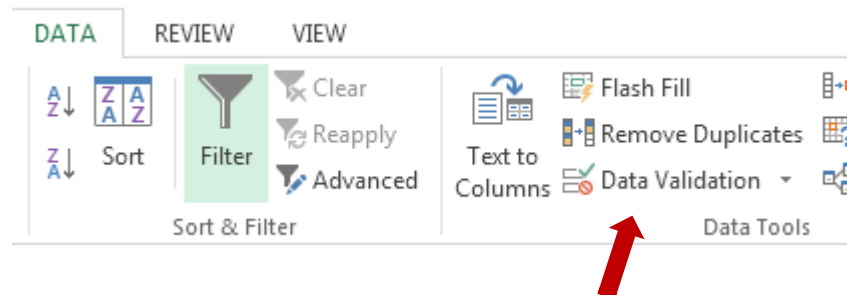 DATA REVIEW VIEW
A
Z
Z A
A Z
Sort
Z
A
Filter
Clear
Reapply
Advanced
Sort & Filter
Text to
Columns
Flash Fill
Remove Duplicates
Data Validation
Data Tools